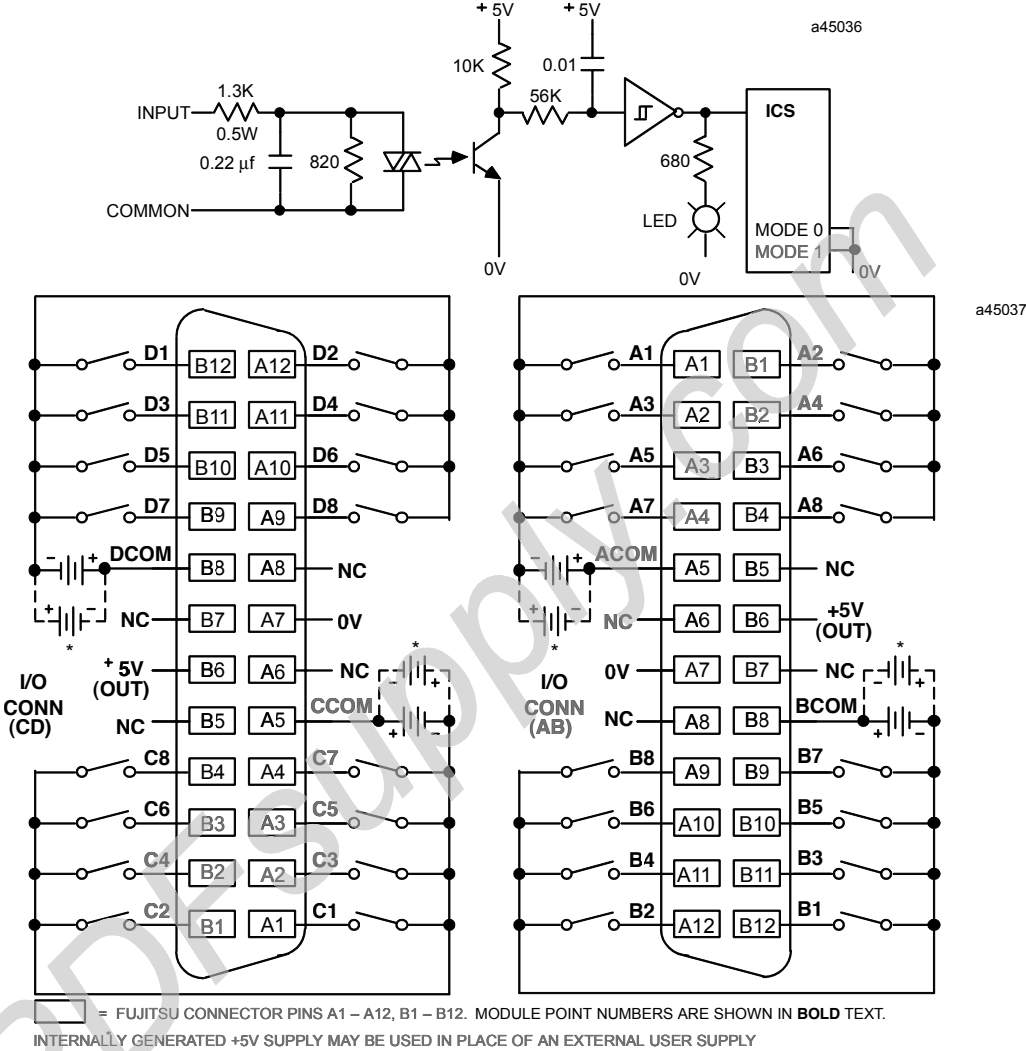 + 5V + 5V
a45036
10K 0.01
1.3K 56K
INPUT ICS
0.5W
0.22 µf 820 680
COMMON LED
MODE 0
MODE 1
0V 0V 0V
a45037
D1 B12 A12 D2 A1 A1 B1 A2
D3 B11 A11 D4 A3 A2 B2 A4
D5 B10 A10 D6 A5 A3 B3 A6
D7 B9 A9 D8 A7 A4 B4 A8
- + DCOM B8 A8 NC - + ACOM A5 B5 NC
+ - NC B7 A7 0V + - NC A6 B6 +5V (OUT)
* *
+ 5V (OUT) B6 A6 NC * - + 0V A7 B7 NC * - +
I/O CONN (CD) NC B5 A5 CCOM + - I/O CONN (AB) NC A8 B8 BCOM + -
C8 B4 A4 C7 B8 A9 B9 B7
C6 B3 A3 C5 B6 A10 B10 B5
C4 B2 A2 C3 B4 A11 B11 B3
C2 B1 A1 C1 B2 A12 B12 B1
= FUJITSU CONNECTOR PINS A1 – A12, B1 – B12. MODULE POINT NUMBERS ARE SHOWN IN BOLD TEXT.
* INTERNALLY GENERATED +5V SUPPLY MAY BE USED IN PLACE OF AN EXTERNAL USER SUPPLY
PDFsupply.com